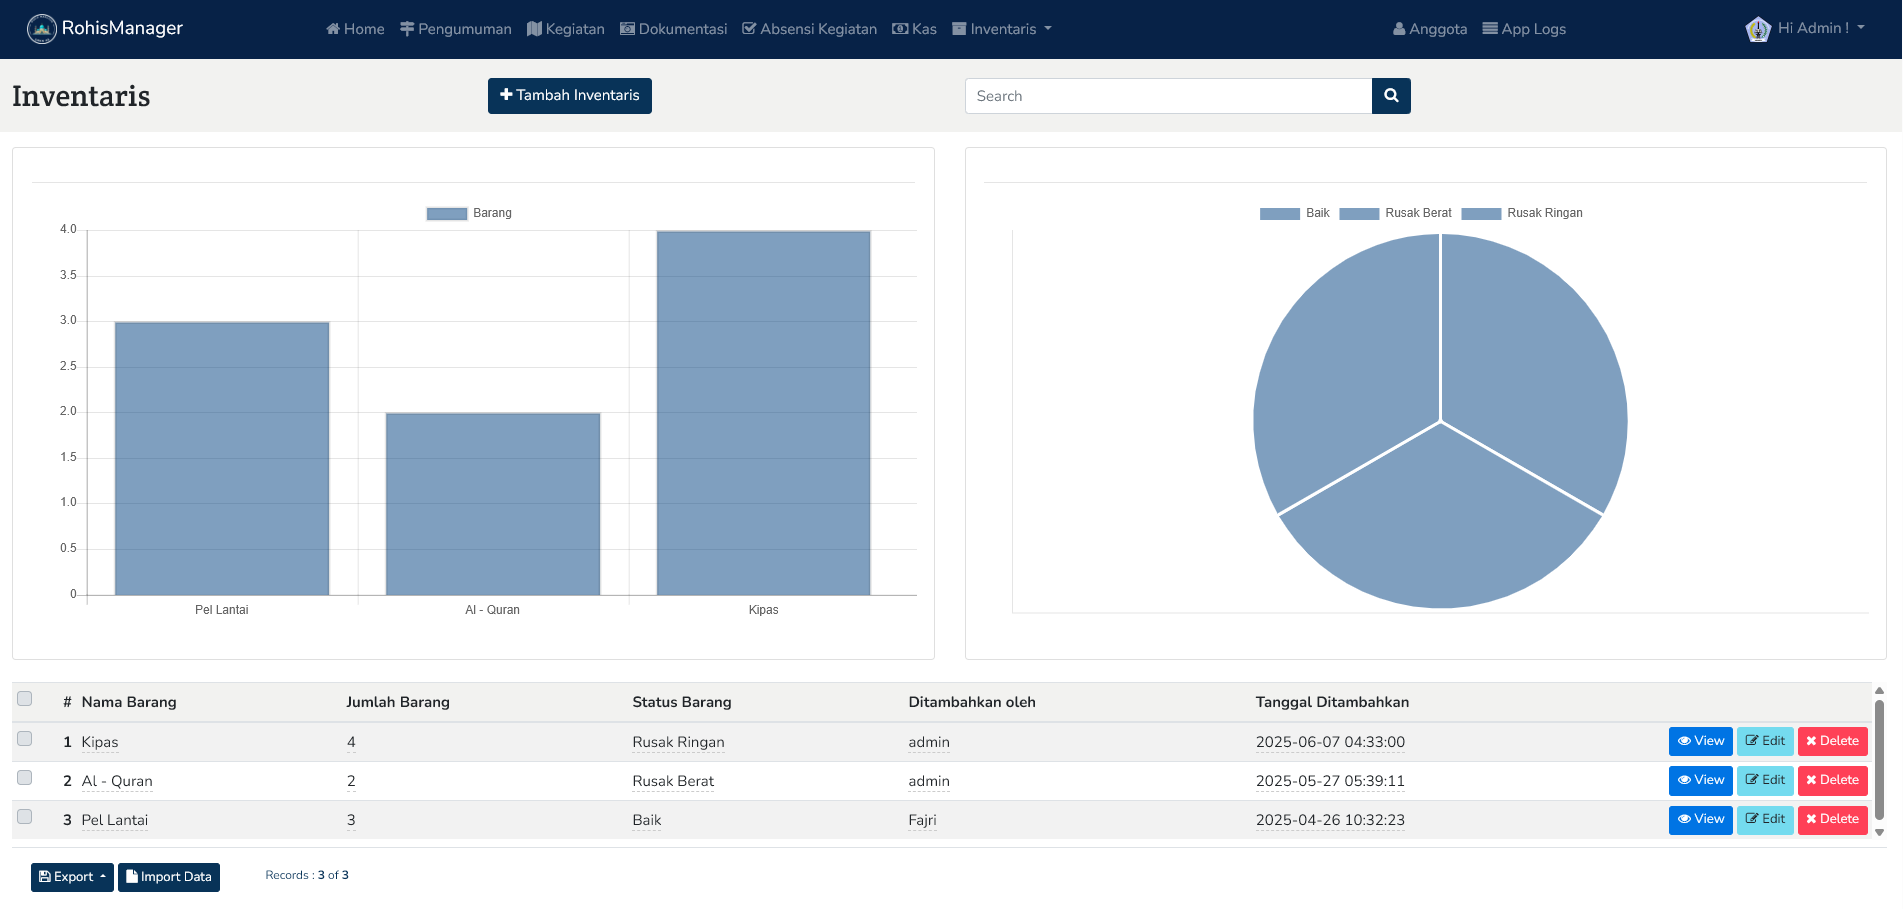 RohisManager Home Pengumuman Kegiatan Dokumentasi Absensi Kegiatan Kas Inventaris Anggota App Logs Hi Admin !
Inventaris Tambah Inventaris Search
Barang
4.0
3.5
3.0
2.5
2.0
1.5
1.0
0.5
0
Pel Lantai Al - Quran Kipas
Baik Rusak Berat Rusak Ringan
# Nama Barang Jumlah Barang Status Barang Ditambahkan oleh Tanggal Ditambahkan
1 Kipas 4 Rusak Ringan admin 2025-06-07 04:33:00 View Edit Delete
2 Al - Quran 2 Rusak Berat admin 2025-05-27 05:39:11 View Edit Delete
3 Pel Lantai 3 Baik Fajri 2025-04-26 10:32:23 View Edit Delete
Export Import Data Records : 3 of 3